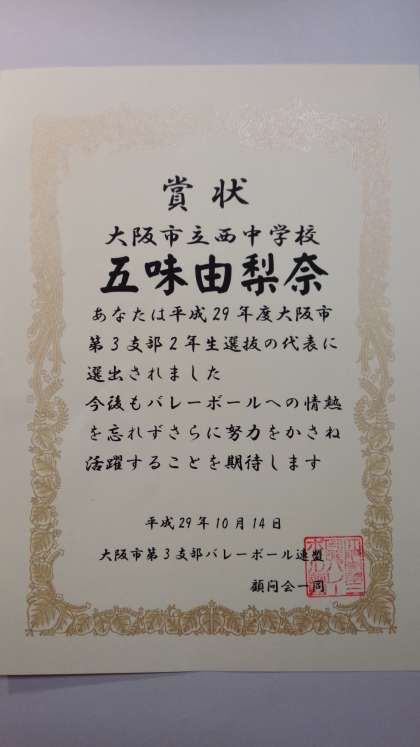 賞状
大阪市立西中学校
五味由梨奈
あなたは平成29年度大阪市
第3支部2年生選抜の代表に
選出されました
今後もバレーボールへの情熱
を忘れずさらに努力をかさね
活躍することを期待します
平成29年10月14日
大阪市第3支部バレーボール連盟
顧問会一同